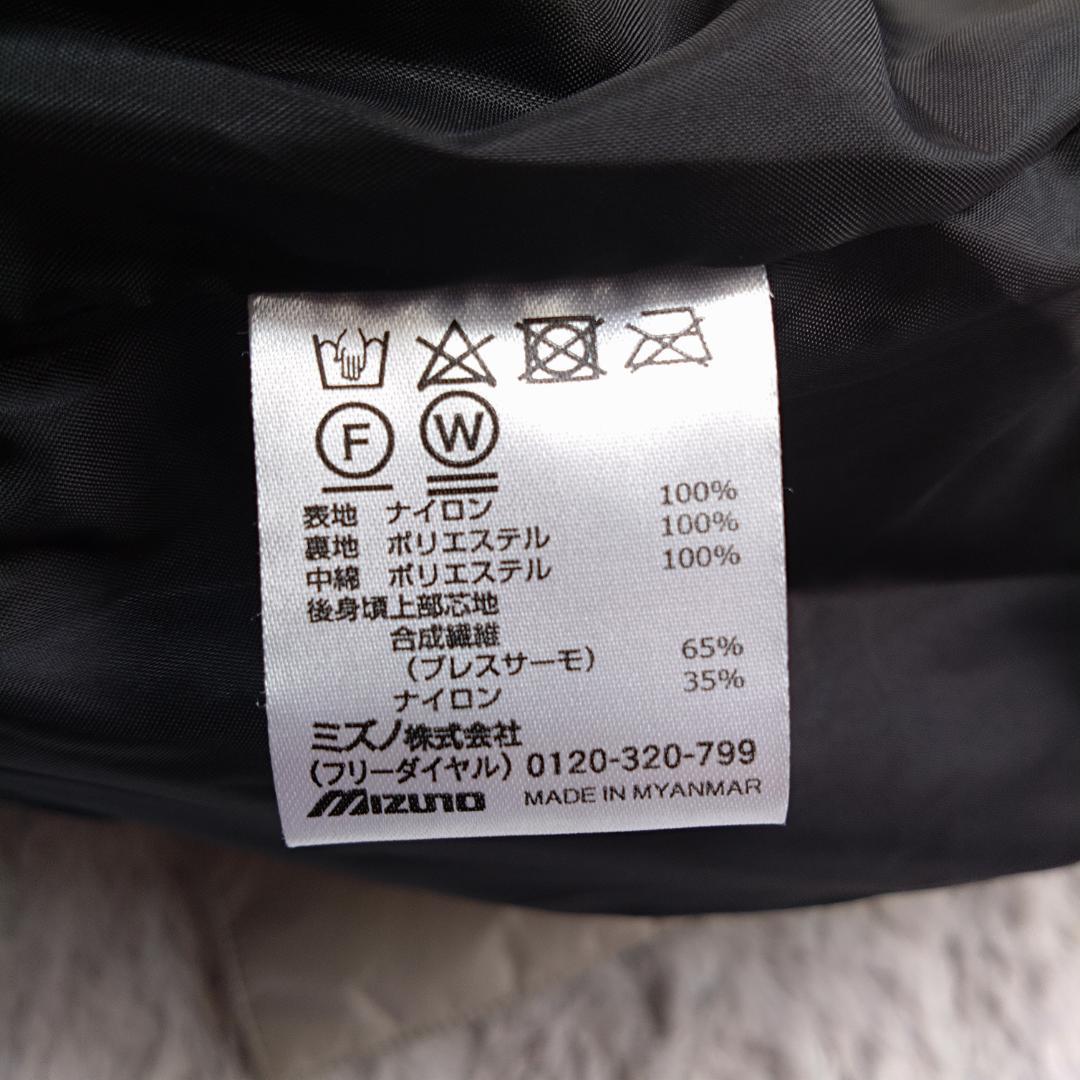 F W
表地 ナイロン 100%
裏地 ポリエステル 100%
中綿 ポリエステル 100%
後身頃上部芯地
合成繊維
(ブレスサーモ) 65%
ナイロン 35%
ミズノ株式会社
(フリーダイヤル) 0120-320-799
MIZUNO MADE IN MYANMAR